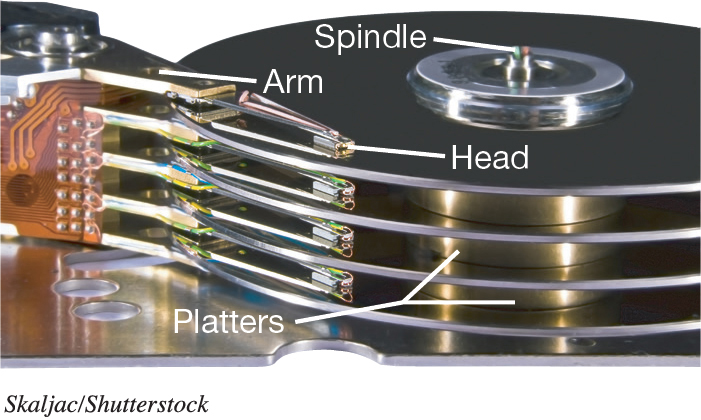 Spindle
Arm
Head
Platters
Skaljac/Shutterstock